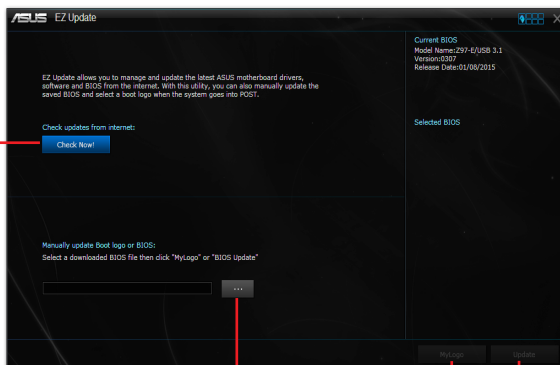 ASUS EZ Update
Current BIOS
Model Name:Z97-E/USB 3.1
Version:0307
Release Date:01/08/2015
EZ Update allows you to manage and update the latest ASUS motherboard drivers,
software and BIOS from the internet. With this utility, you can also manually update the
saved BIOS and select a boot logo when the system goes into POST.
Check updates from internet:
Selected BIOS
Check Now!
Manually update Boot logo or BIOS:
Select a downloaded BIOS file then click "MyLogo" or "BIOS Update"
...
MyLogo
Update